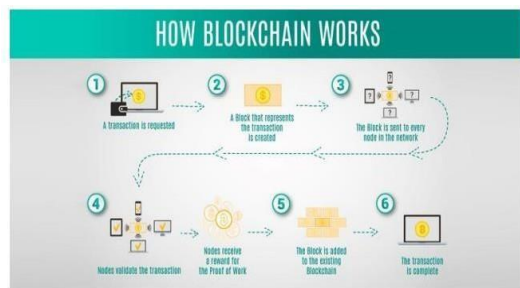 HOW BLOCKCHAIN WORKS
1
A transaction is requested
2
A Block that represents
the transaction
is created
3
The Block is sent to every
node in the network
4
Nodes validate the transaction
Nodes receive
a reward for
the Proof of Work
5
The Block is added
to the existing
Blockchain
6
The transaction
is complete